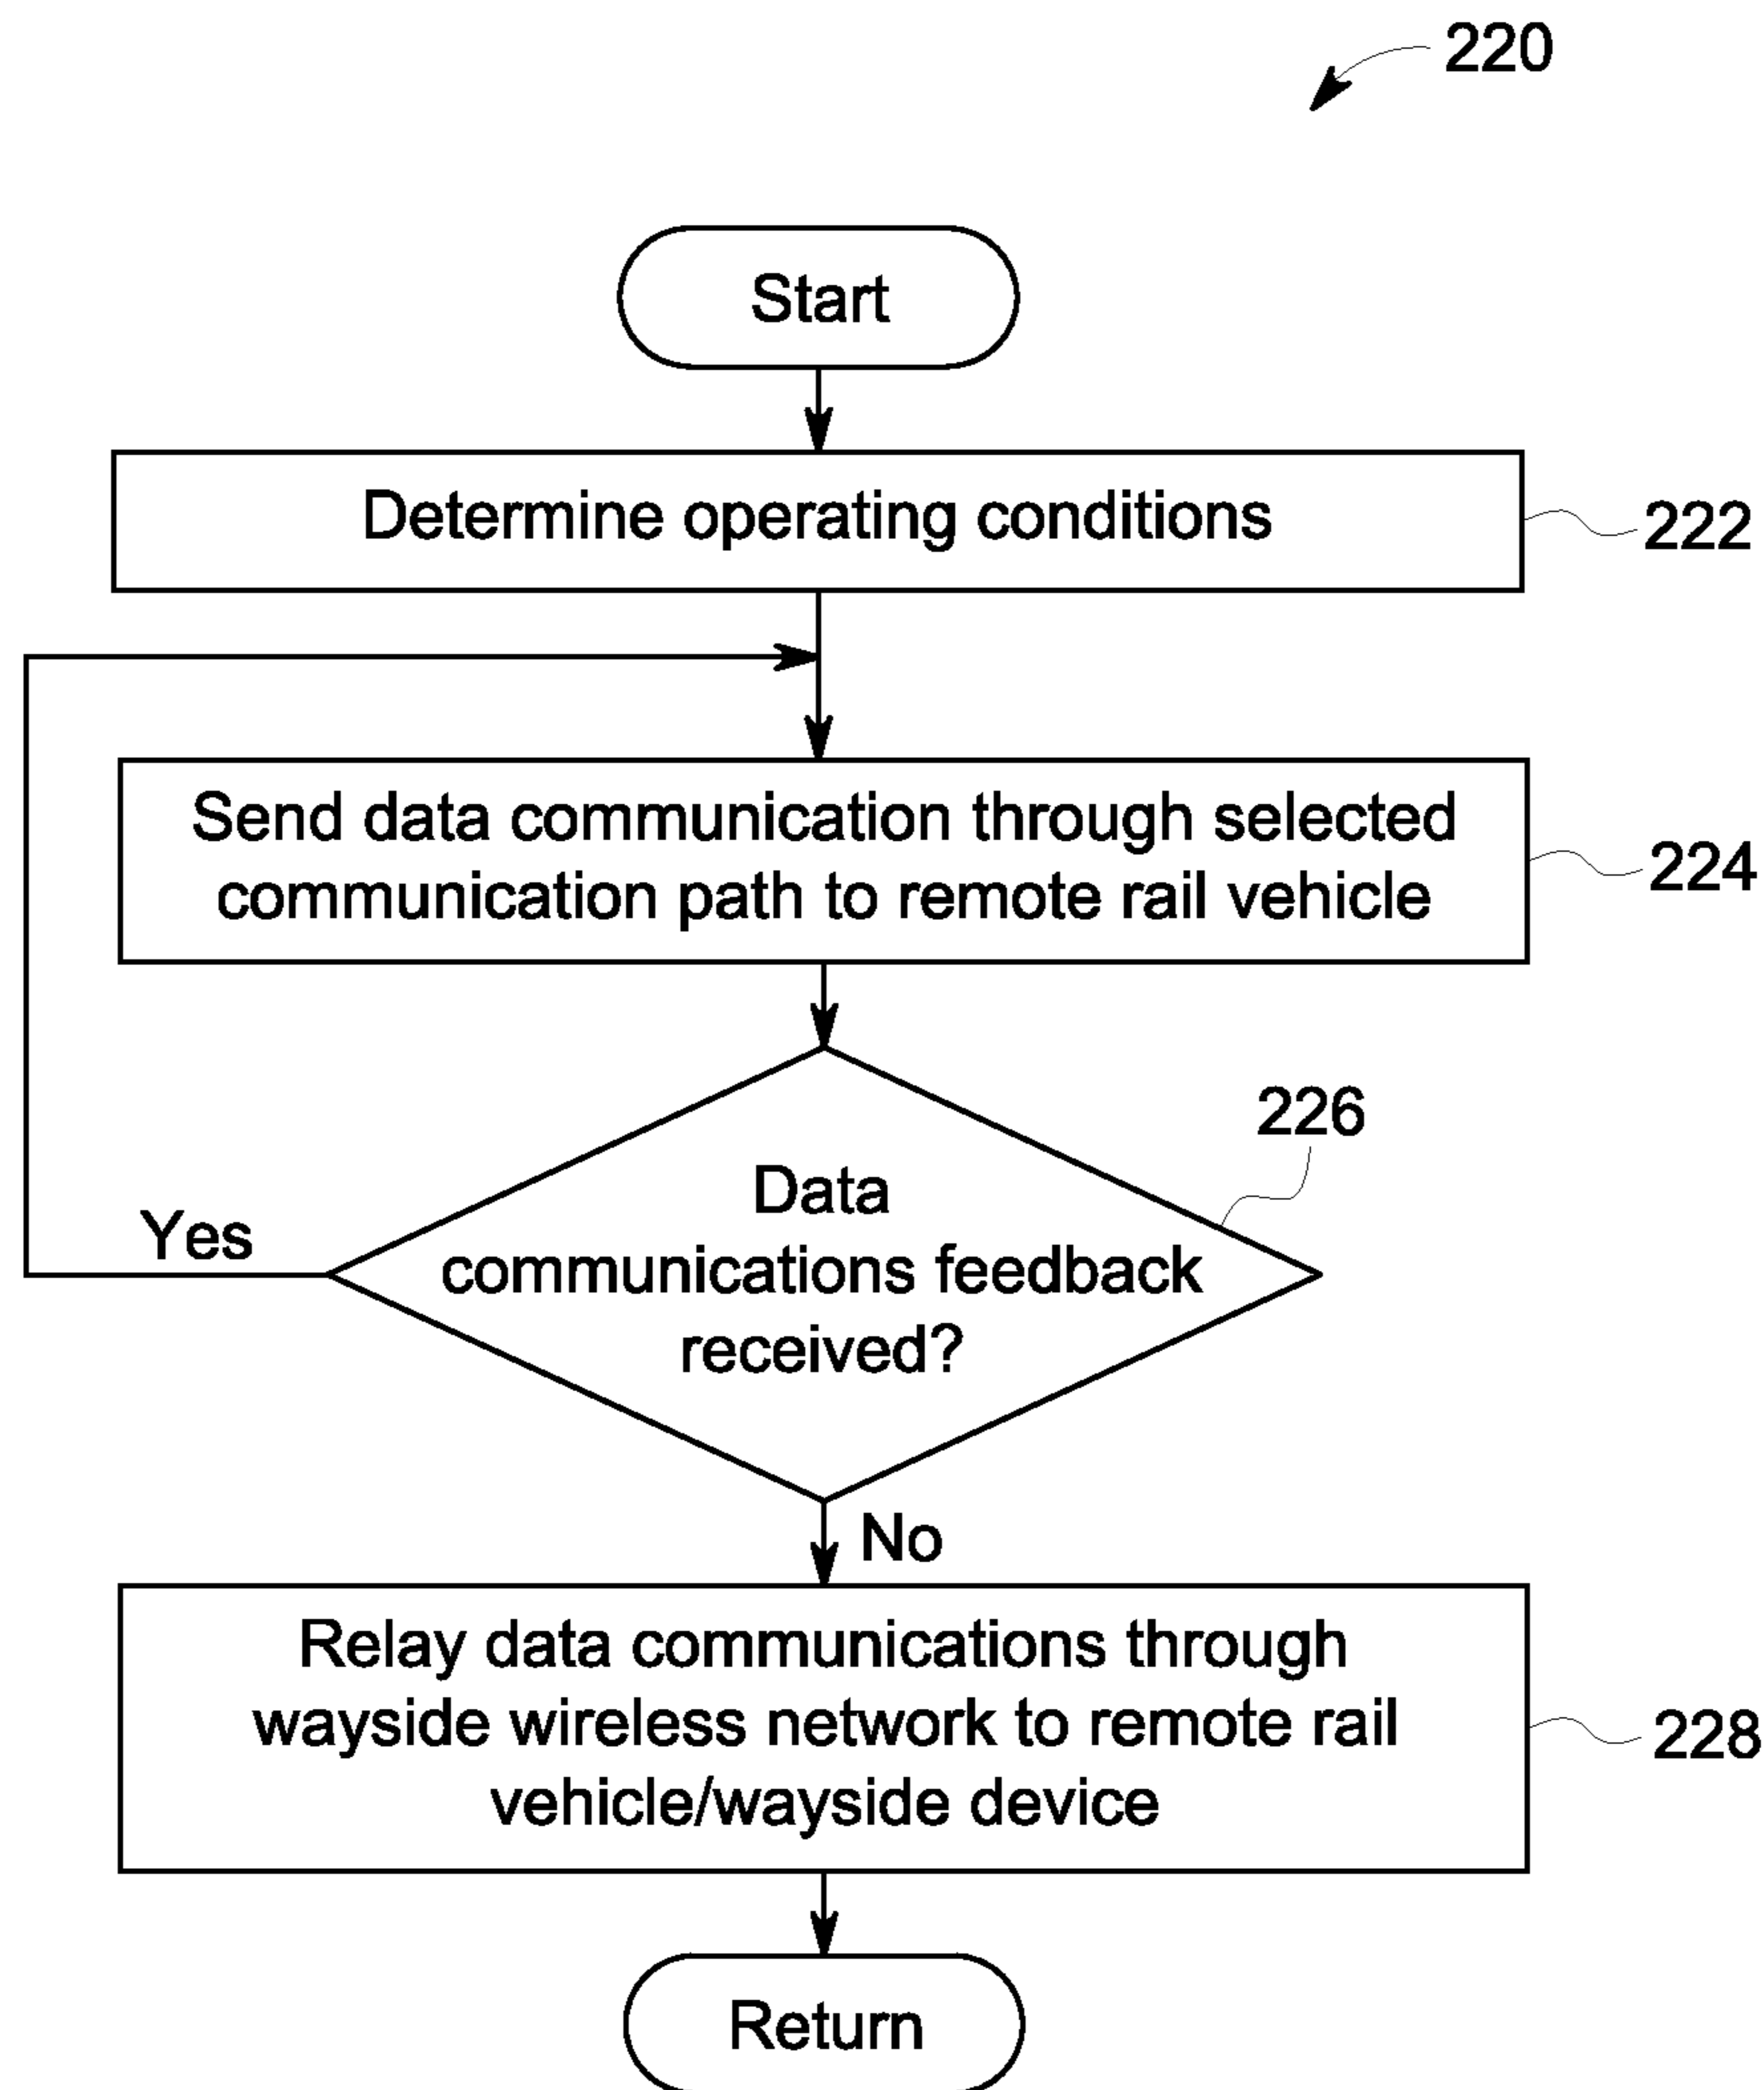 220
Start
Determine operating conditions
222
Send data communication through selected
communication path to remote rail vehicle
224
226
Data
communications feedback
received?
Yes
No
Relay data communications through
wayside wireless network to remote rail
vehicle/wayside device
228
Return